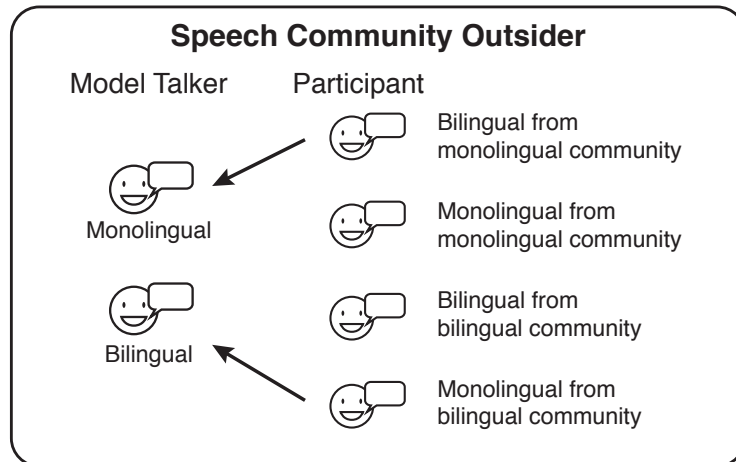 Speech Community Outsider
Model Talker
Participant
Bilingual from
monolingual community
Monolingual
Monolingual from
monolingual community
Bilingual from
bilingual community
Bilingual
Monolingual from
bilingual community